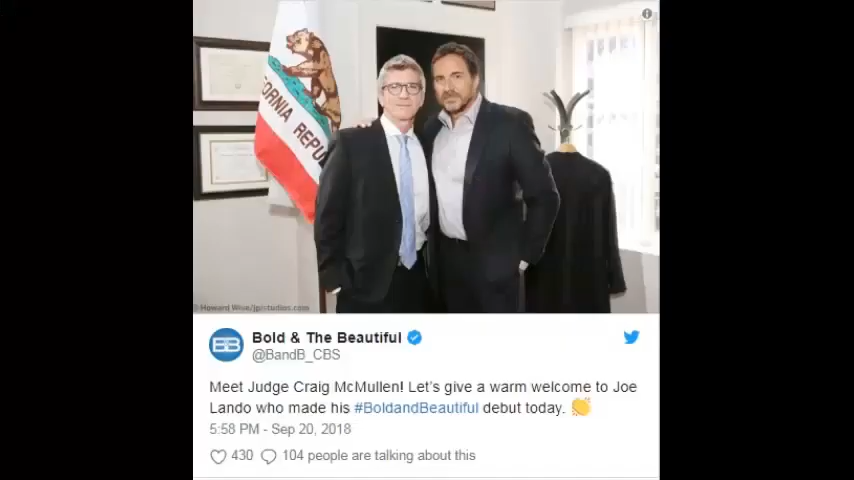 CALIFORNIA REPU
© Howard Wise/jpistudios.com
Bold & The Beautiful
@BandB_CBS
Meet Judge Craig McMullen! Let's give a warm welcome to Joe
Lando who made his #BoldandBeautiful debut today. 👏
5:58 PM - Sep 20, 2018
430 104 people are talking about this